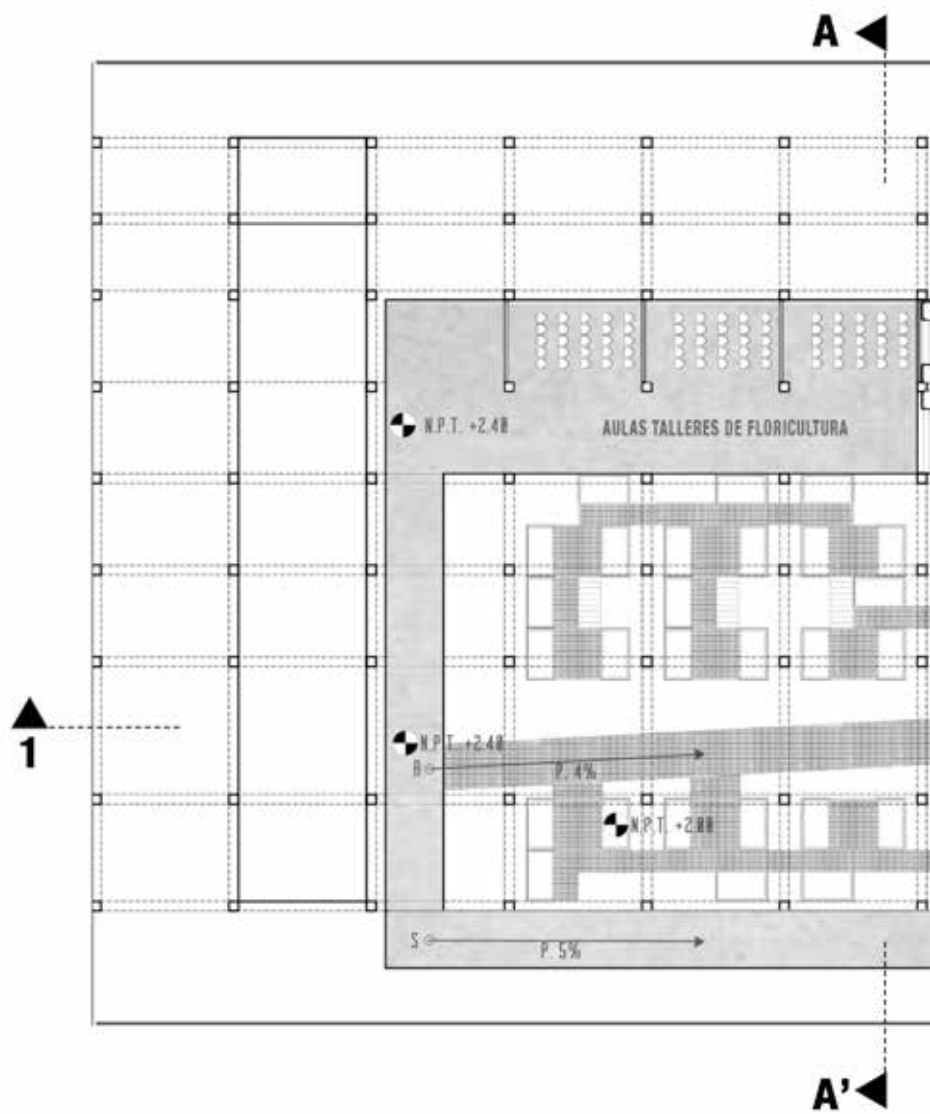 A
N.P.T. +2.40
AULAS TALLERES DE FLORICULTURA
1
N.P.T. +2.40
B
P. 4%
N.P.T. +2.00
S
P. 5%
A'